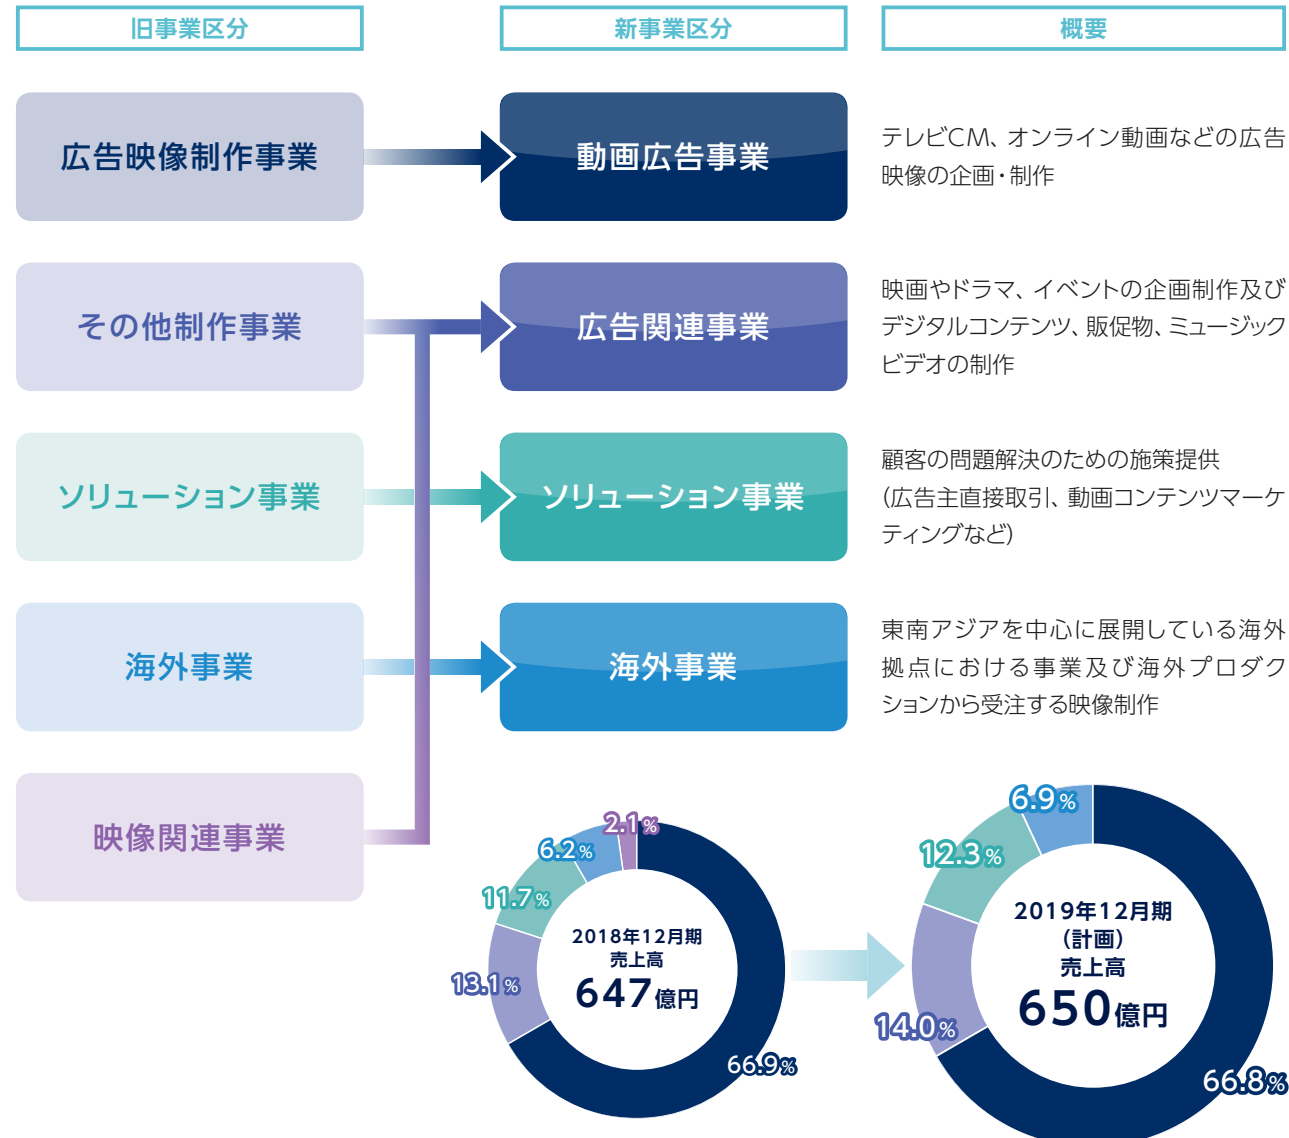 旧事業区分
新事業区分
概要
広告映像制作事業
動画広告事業
テレビCM、オンライン動画などの広告
映像の企画・制作
その他制作事業
広告関連事業
映画やドラマ、イベントの企画制作及び
デジタルコンテンツ、販促物、ミュージック
ビデオの制作
ソリューション事業
ソリューション事業
顧客の問題解決のための施策提供
(広告主直接取引、動画コンテンツマーケ
ティングなど)
海外事業
海外事業
東南アジアを中心に展開している海外
拠点における事業及び海外プロダク
ションから受注する映像制作
映像関連事業
2.1%
6.2%
11.7%
13.1%
66.9%
2018年12月期
売上高
647億円
6.9%
12.3%
14.0%
66.8%
2019年12月期
(計画)
売上高
650億円